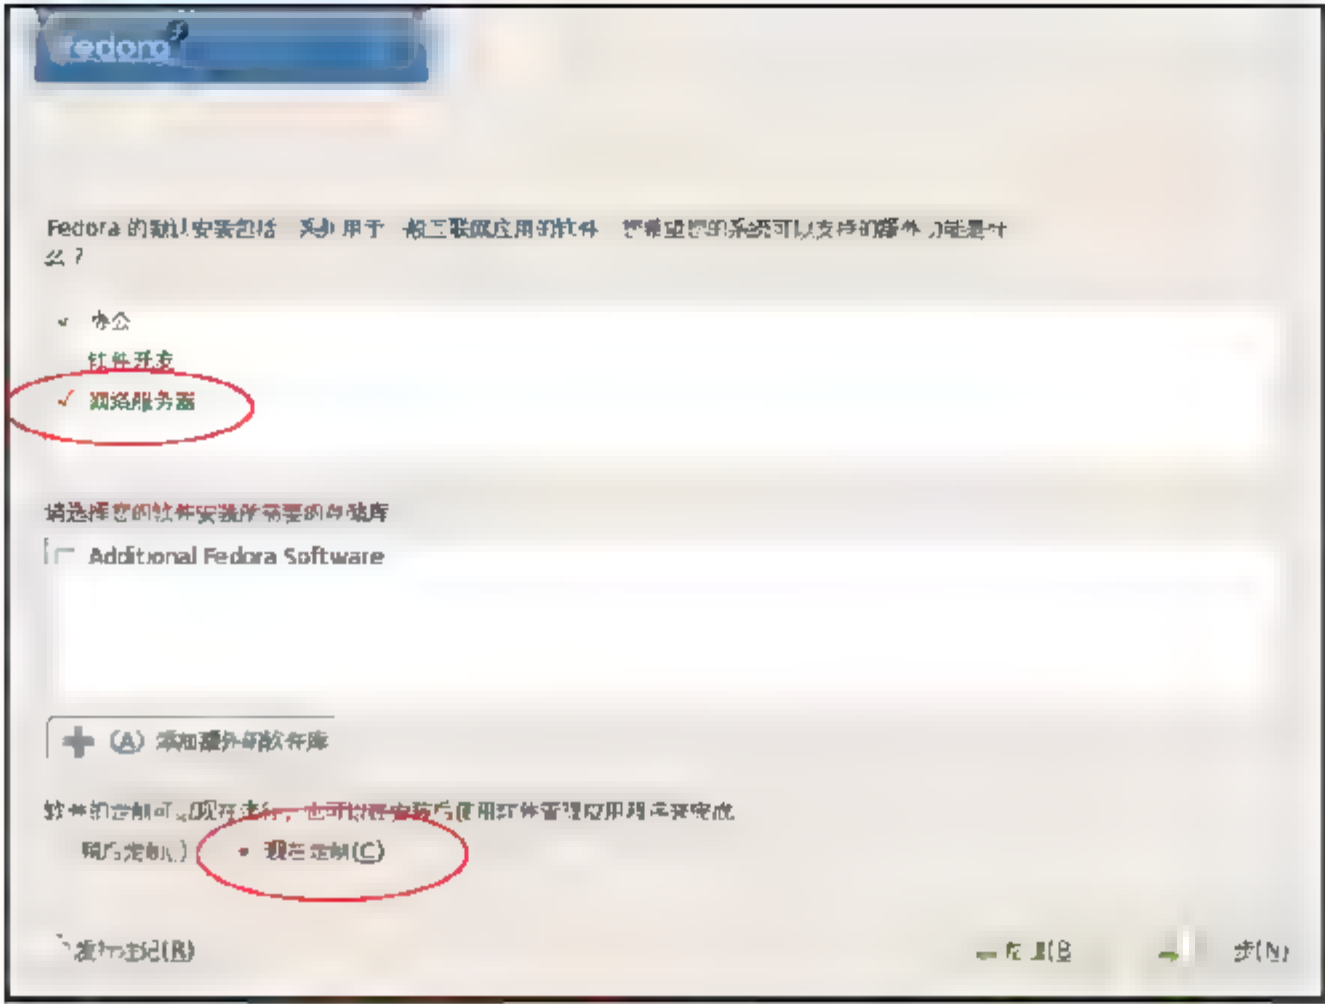 fedora
Fedora 的默认安装包括一系列用于一般互联网应用的软件 您希望您的系统可以支持的额外功能是什
么?
办公
软件开发
网络服务器
请选择您的软件安装所需要的存储库
Additional Fedora Software
(A) 添加额外的软件库
软件的定制可以现在进行,也可以在安装后使用软件管理应用程序来完成
稍后定制( ) 现在定制(C)
发行注记(R)
(B 步(N)